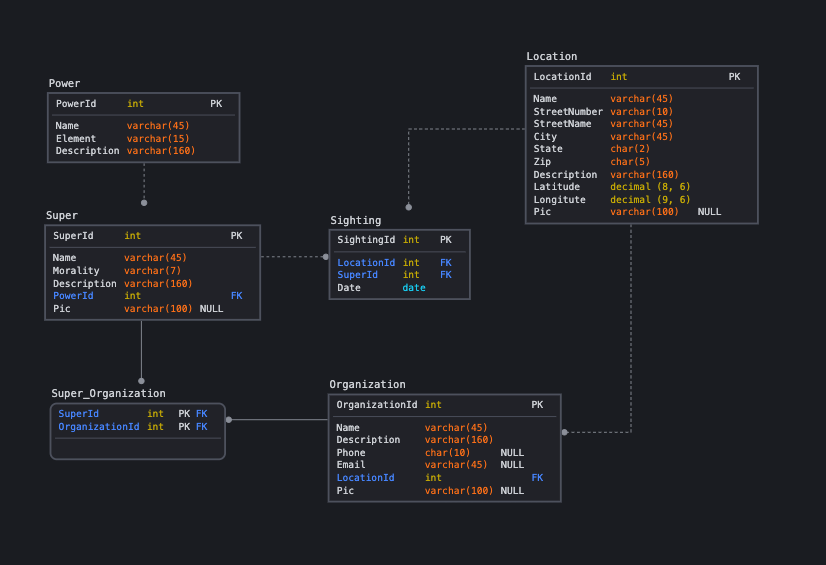 Location
LocationId int PK
Name varchar(45)
StreetNumber varchar(10)
StreetName varchar(45)
City varchar(45)
State char(2)
Zip char(5)
Description varchar(160)
Latitude decimal (8, 6)
Longitute decimal (9, 6)
Pic varchar(100) NULL
Power
PowerId int PK
Name varchar(45)
Element varchar(15)
Description varchar(160)
Super
SuperId int PK
Name varchar(45)
Morality varchar(7)
Description varchar(160)
PowerId int FK
Pic varchar(100) NULL
Sighting
SightingId int PK
LocationId int FK
SuperId int FK
Date date
Super_Organization
SuperId int PK FK
OrganizationId int PK FK
Organization
OrganizationId int PK
Name varchar(45)
Description varchar(160)
Phone char(10) NULL
Email varchar(45) NULL
LocationId int FK
Pic varchar(100) NULL